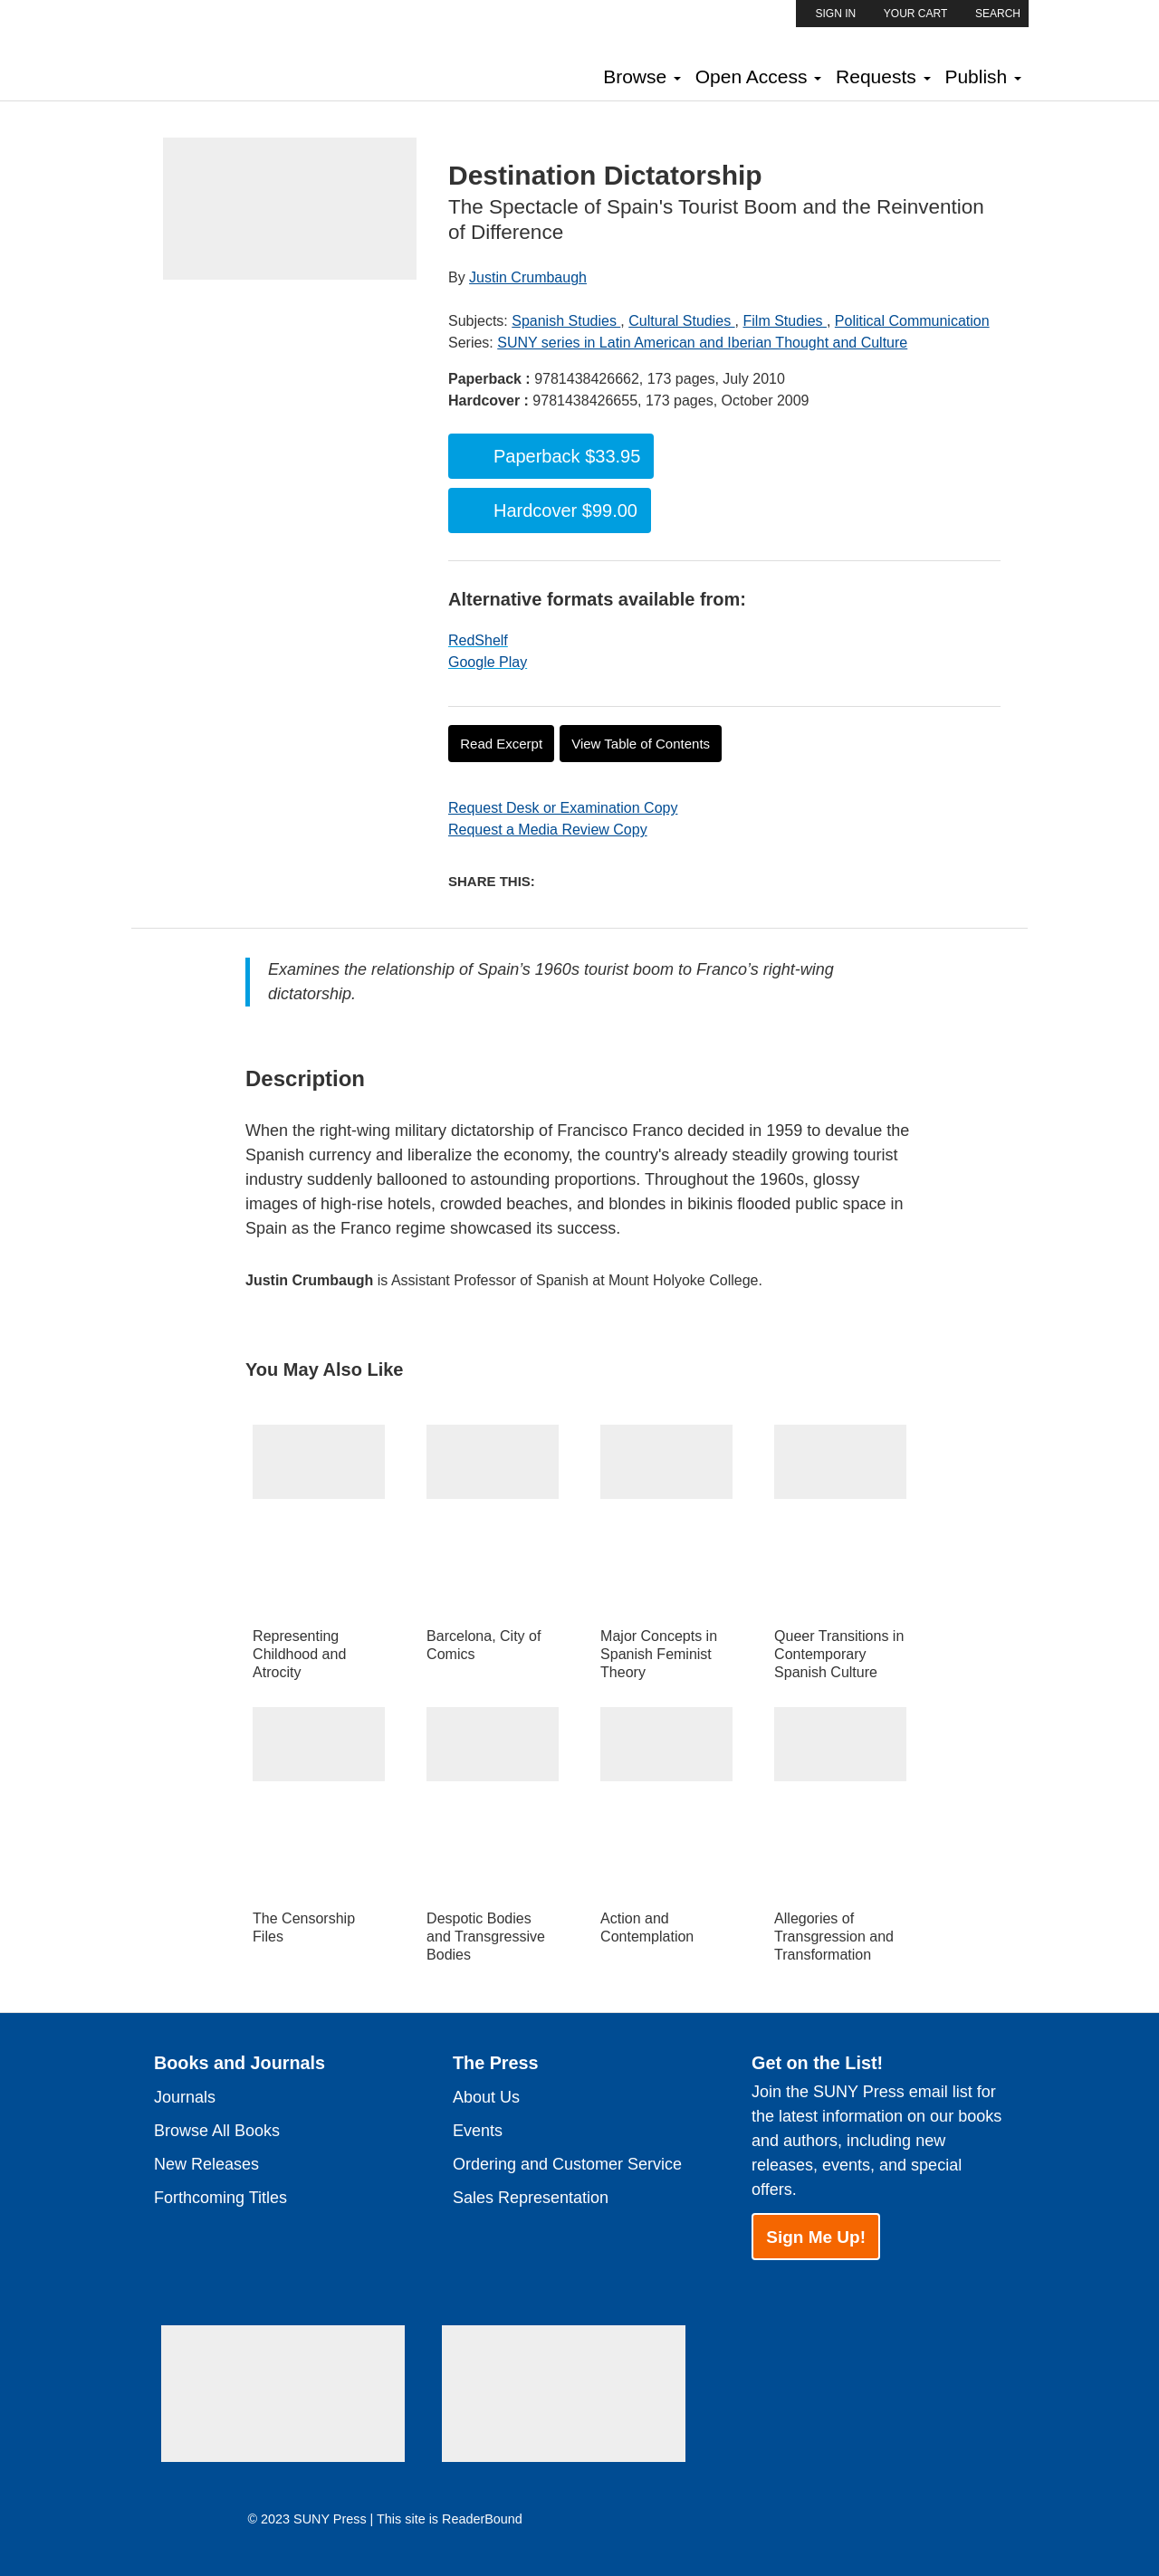 SIGN IN YOUR CART SEARCH
Browse Open Access Requests Publish
Destination Dictatorship
The Spectacle of Spain's Tourist Boom and the Reinvention
of Difference
By Justin Crumbaugh
Subjects: Spanish Studies , Cultural Studies , Film Studies , Political Communication
Series: SUNY series in Latin American and Iberian Thought and Culture
Paperback : 9781438426662, 173 pages, July 2010
Hardcover : 9781438426655, 173 pages, October 2009
Paperback $33.95
Hardcover $99.00
Alternative formats available from:
RedShelf
Google Play
Read Excerpt View Table of Contents
Request Desk or Examination Copy
Request a Media Review Copy
SHARE THIS:
Examines the relationship of Spain’s 1960s tourist boom to Franco’s right-wing
dictatorship.
Description
When the right-wing military dictatorship of Francisco Franco decided in 1959 to devalue the
Spanish currency and liberalize the economy, the country's already steadily growing tourist
industry suddenly ballooned to astounding proportions. Throughout the 1960s, glossy
images of high-rise hotels, crowded beaches, and blondes in bikinis flooded public space in
Spain as the Franco regime showcased its success.
Justin Crumbaugh is Assistant Professor of Spanish at Mount Holyoke College.
You May Also Like
Representing
Childhood and
Atrocity
Barcelona, City of
Comics
Major Concepts in
Spanish Feminist
Theory
Queer Transitions in
Contemporary
Spanish Culture
The Censorship
Files
Despotic Bodies
and Transgressive
Bodies
Action and
Contemplation
Allegories of
Transgression and
Transformation
Books and Journals
Journals
Browse All Books
New Releases
Forthcoming Titles
The Press
About Us
Events
Ordering and Customer Service
Sales Representation
Get on the List!
Join the SUNY Press email list for
the latest information on our books
and authors, including new
releases, events, and special
offers.
Sign Me Up!
© 2023 SUNY Press | This site is ReaderBound